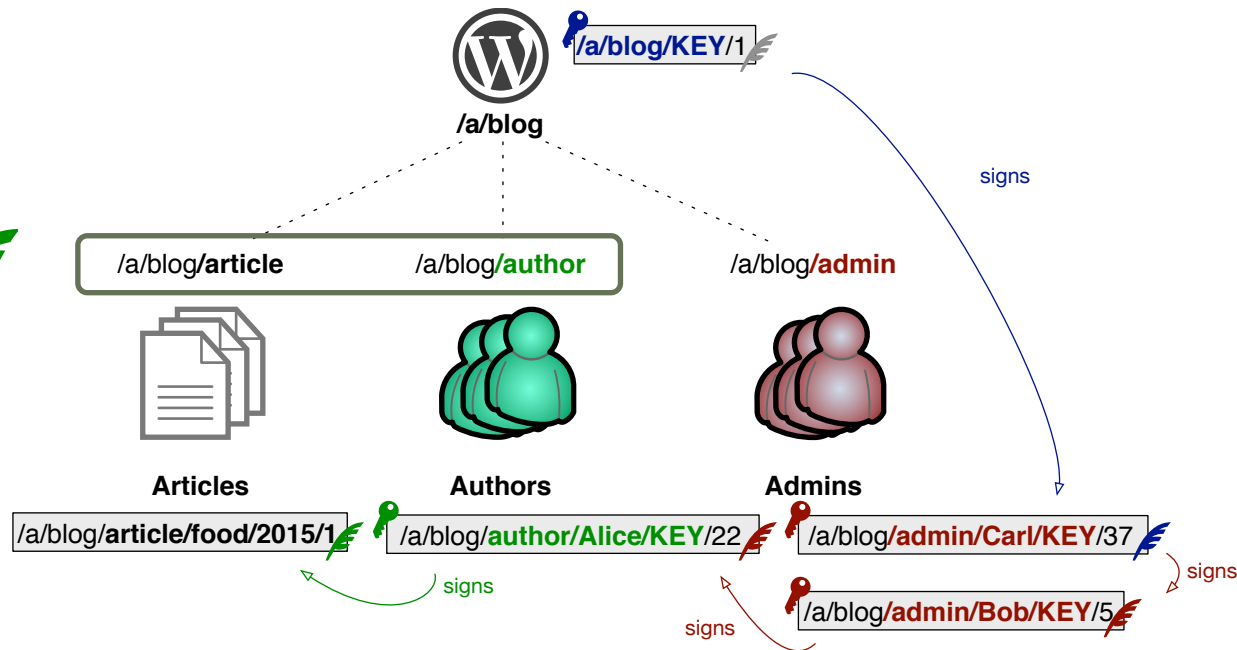 /a/blog/KEY/1
/a/blog
signs
/a/blog/article
/a/blog/author
/a/blog/admin
Articles
Authors
Admins
/a/blog/article/food/2015/1
/a/blog/author/Alice/KEY/22
/a/blog/admin/Carl/KEY/37
signs
signs
/a/blog/admin/Bob/KEY/5
signs